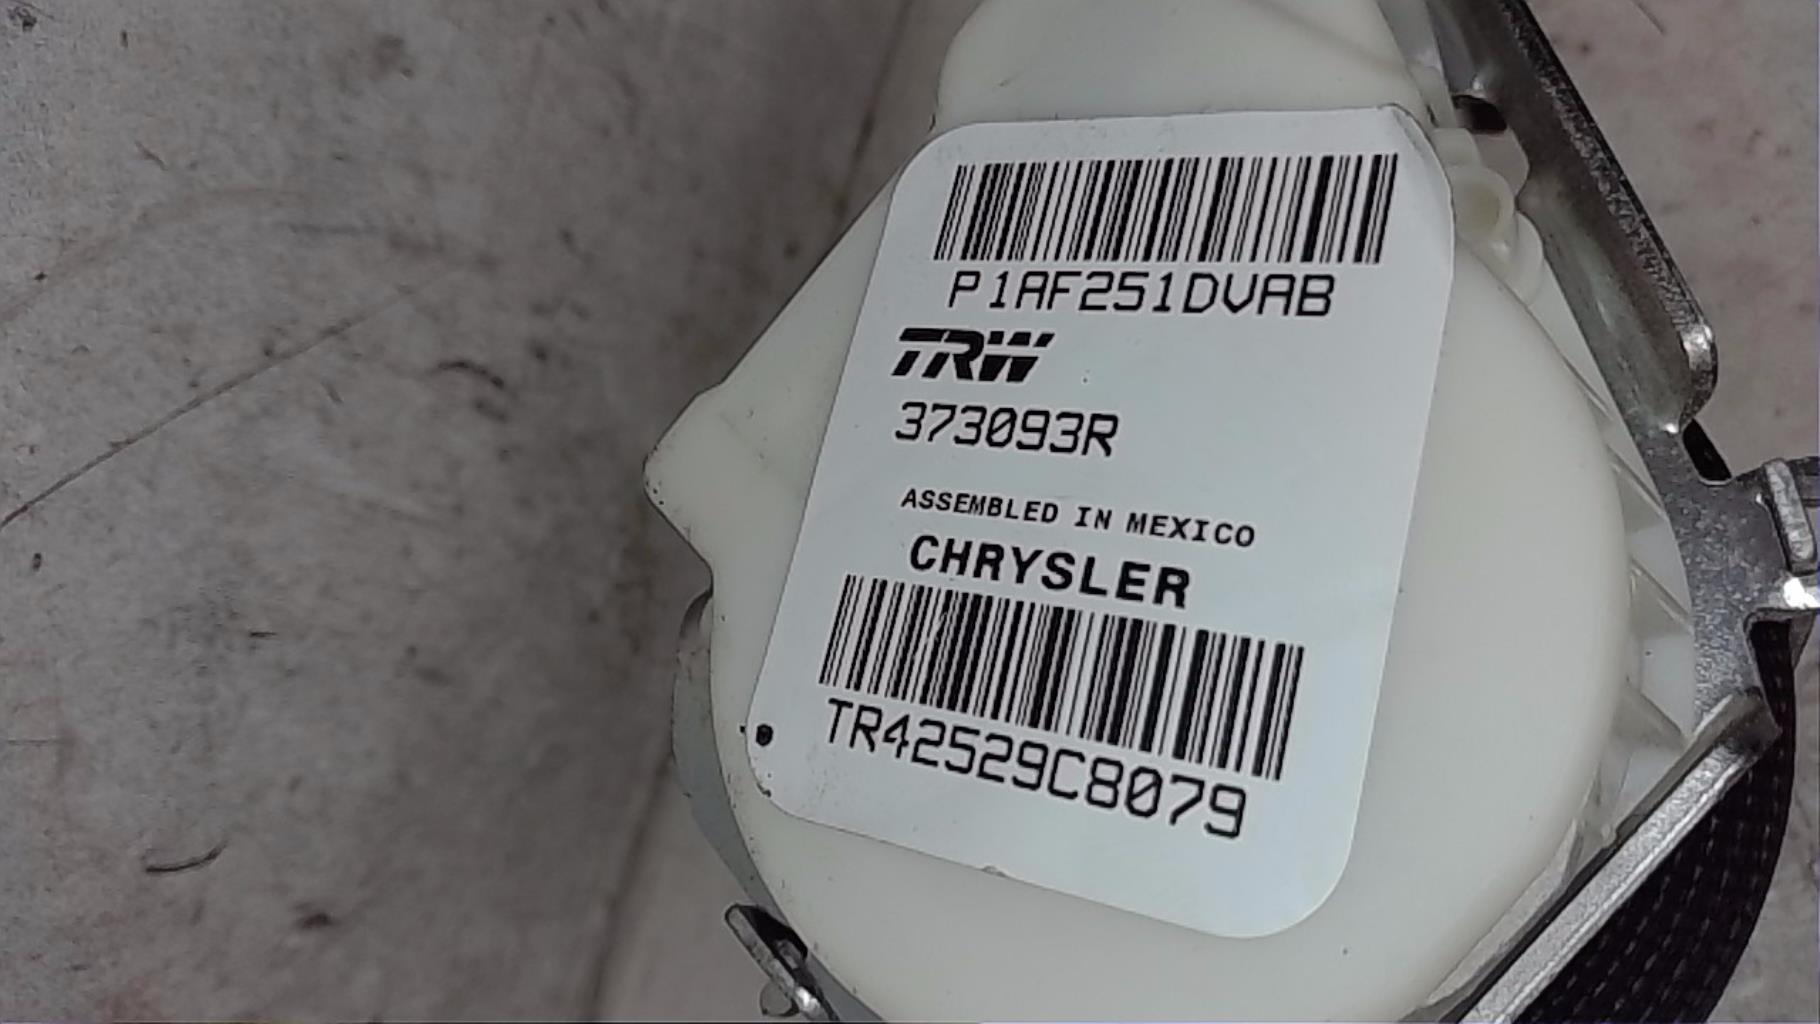 P1AF251DVAB
TRW
373093R
ASSEMBLED IN MEXICO
CHRYSLER
TR42529C8079